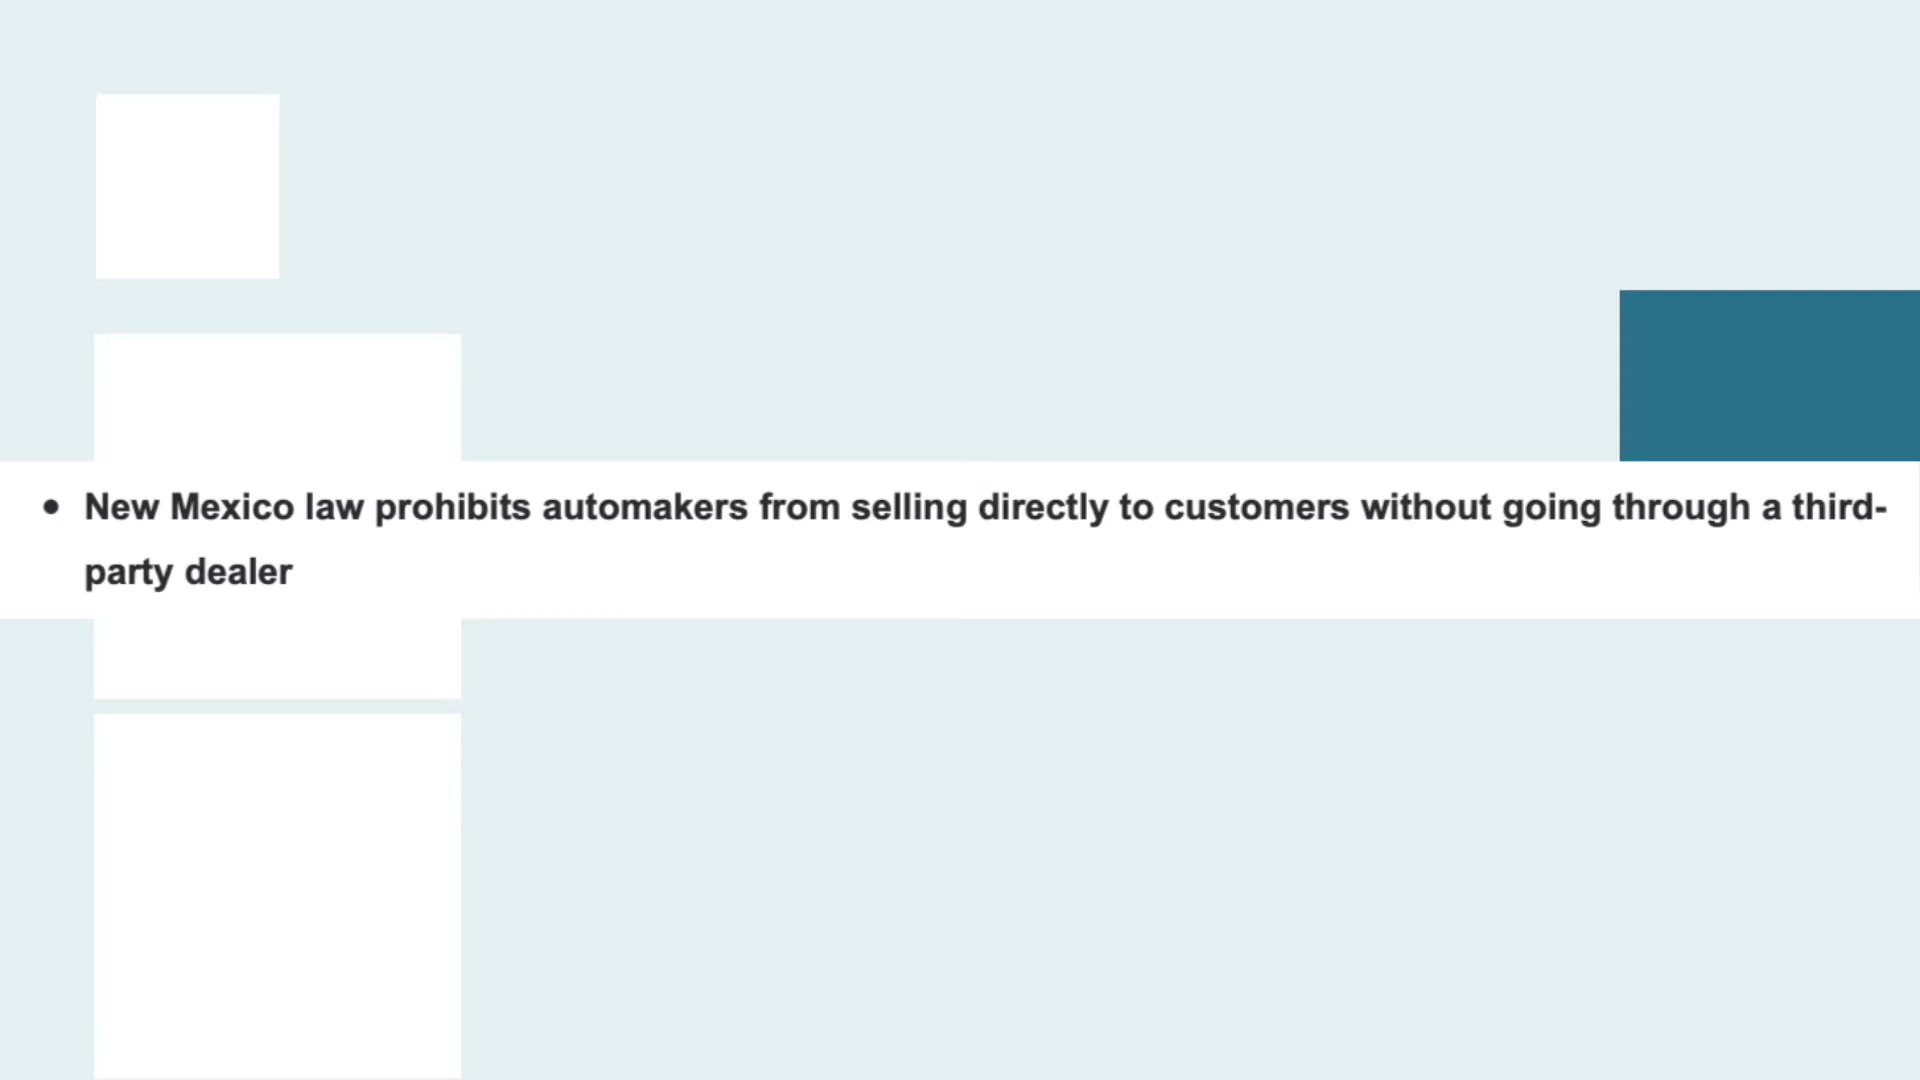 • New Mexico law prohibits automakers from selling directly to customers without going through a third-
party dealer